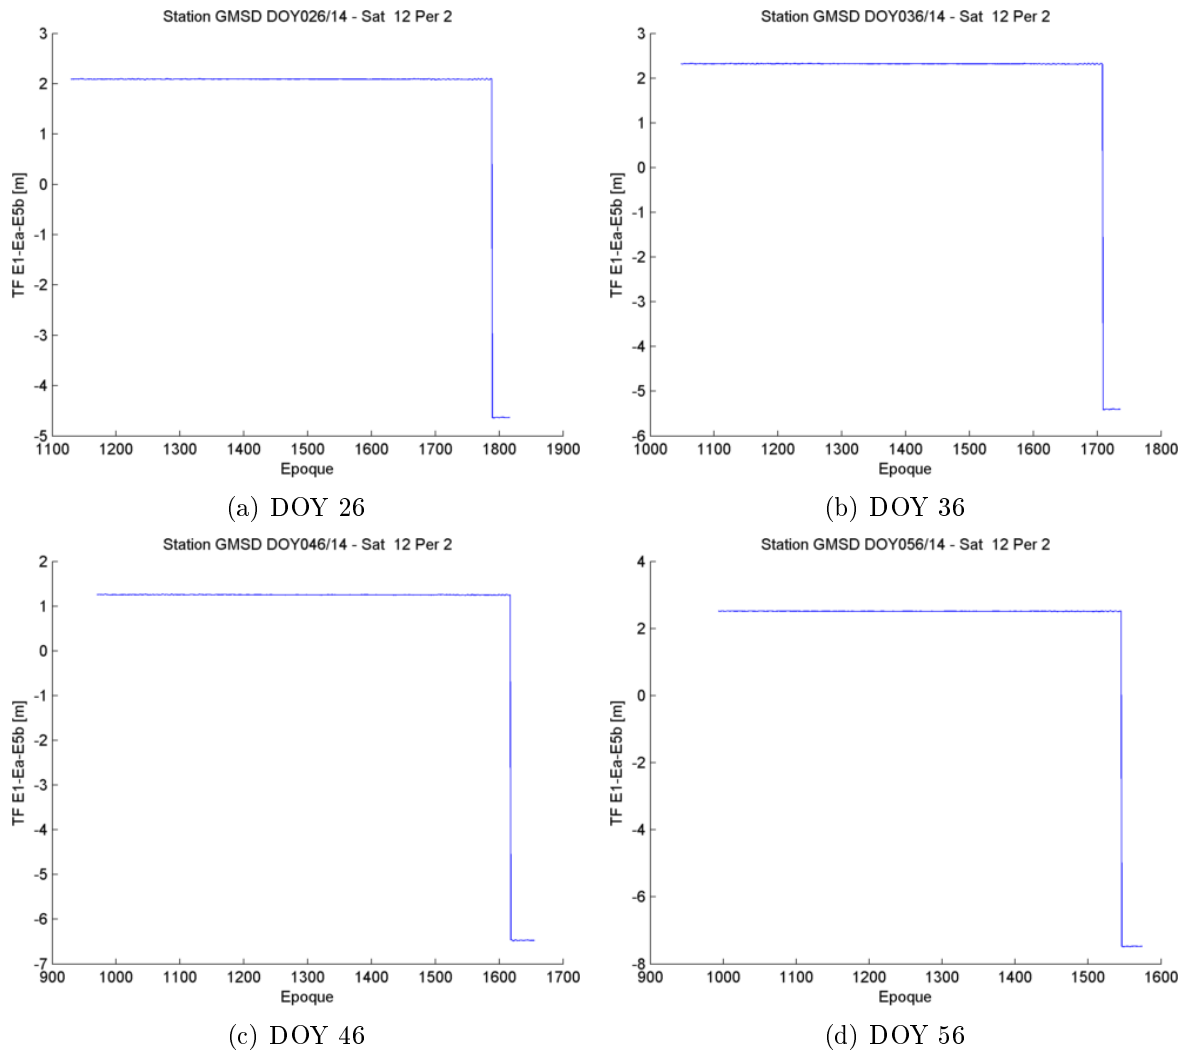 Station GMSD DOY026/14 - Sat 12 Per 2
3
2
1
0
-1
-2
-3
-4
-5
TF E1-Ea-E5b [m]
1100 1200 1300 1400 1500 1600 1700 1800 1900
Epoque
(a) DOY 26
Station GMSD DOY036/14 - Sat 12 Per 2
3
2
1
0
-1
-2
-3
-4
-5
-6
TF E1-Ea-E5b [m]
1000 1100 1200 1300 1400 1500 1600 1700 1800
Epoque
(b) DOY 36
Station GMSD DOY046/14 - Sat 12 Per 2
2
1
0
-1
-2
-3
-4
-5
-6
-7
TF E1-Ea-E5b [m]
900 1000 1100 1200 1300 1400 1500 1600 1700
Epoque
(c) DOY 46
Station GMSD DOY056/14 - Sat 12 Per 2
4
2
0
-2
-4
-6
-8
TF E1-Ea-E5b [m]
900 1000 1100 1200 1300 1400 1500 1600
Epoque
(d) DOY 56